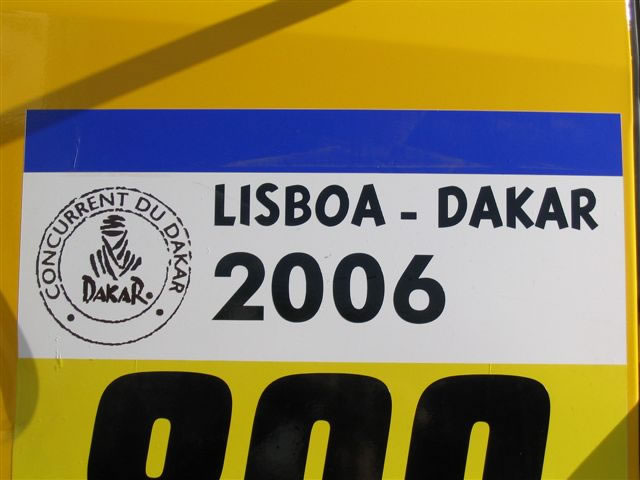 LISBOA - DAKAR
2006
CONCURRENT DU DAKAR
DAKAR